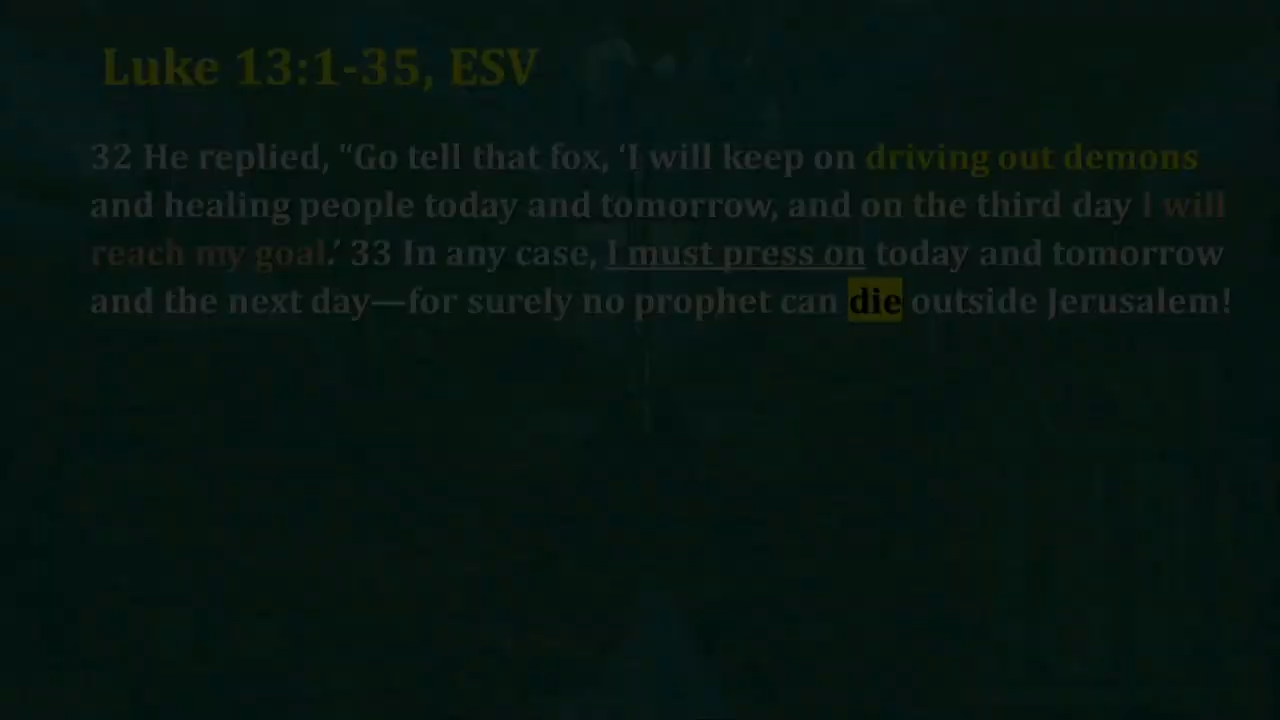 Luke 13:1-35, ESV
32 He replied, “Go tell that fox, ‘I will keep on driving out demons
and healing people today and tomorrow, and on the third day I will
reach my goal.’ 33 In any case, I must press on today and tomorrow
and the next day—for surely no prophet can die outside Jerusalem!